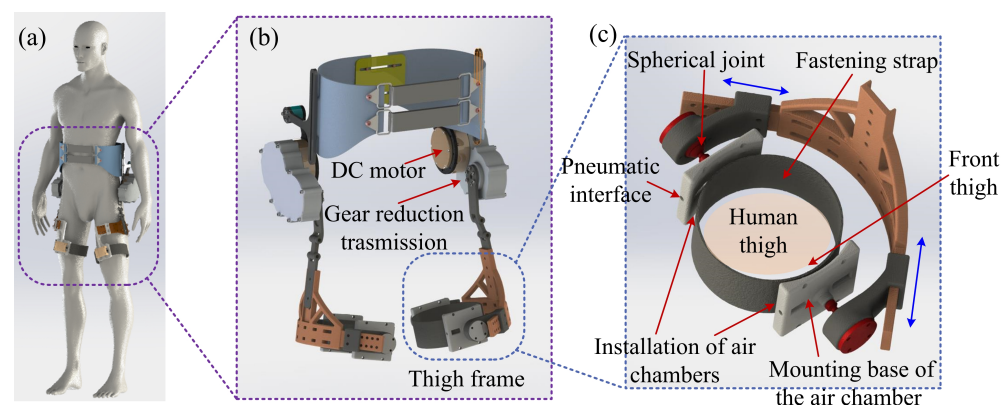 (a)
(b)
DC motor
Gear reduction
trasmission
Thigh frame
(c)
Spherical joint
Fastening strap
Pneumatic
interface
Front
thigh
Human
thigh
Installation of air
chambers
Mounting base of
the air chamber